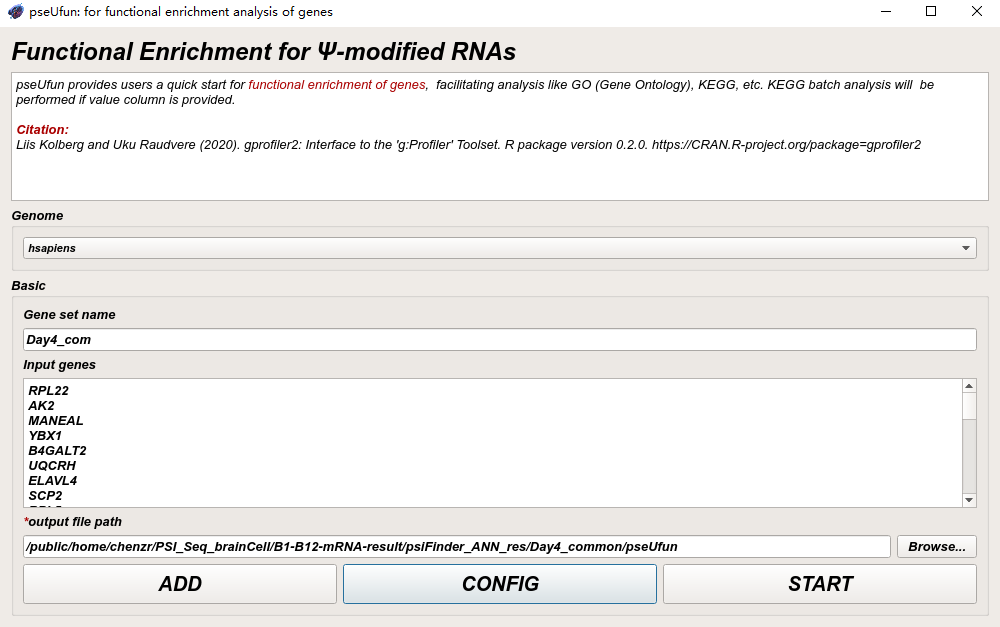 pseUfun: for functional enrichment analysis of genes
Functional Enrichment for Ψ-modified RNAs
pseUfun provides users a quick start for functional enrichment of genes, facilitating analysis like GO (Gene Ontology), KEGG, etc. KEGG batch analysis will be
performed if value column is provided.
Citation:
Liis Kolberg and Uku Raudvere (2020). gprofiler2: Interface to the 'g:Profiler' Toolset. R package version 0.2.0. https://CRAN.R-project.org/package=gprofiler2
Genome
hsapiens
Basic
Gene set name
Day4_com
Input genes
RPL22
AK2
MANEAL
YBX1
B4GALT2
UQCRH
ELAVL4
SCP2
*output file path
/public/home/chenzr/PSI_Seq_brainCell/B1-B12-mRNA-result/psiFinder_ANN_res/Day4_common/pseUfun
Browse...
ADD
CONFIG
START